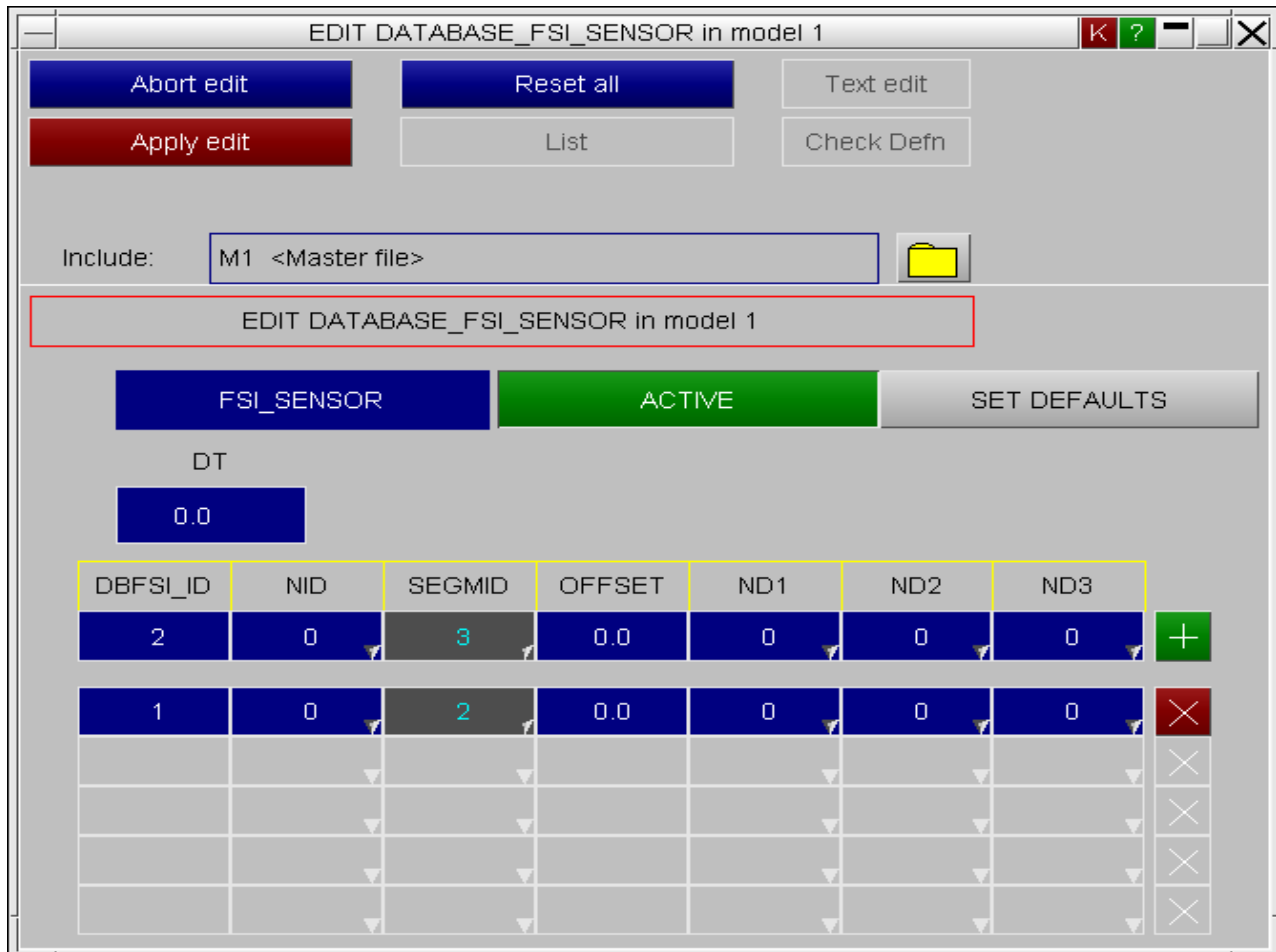 EDIT DATABASE_FSI_SENSOR in model 1 K ?
Abort edit Reset all Text edit
Apply edit List Check Defn
Include: M1 <Master file>
EDIT DATABASE_FSI_SENSOR in model 1
FSI_SENSOR ACTIVE SET DEFAULTS
DT
0.0
DBFSI_ID NID SEGMID OFFSET ND1 ND2 ND3
2 0 3 0.0 0 0 0
1 0 2 0.0 0 0 0